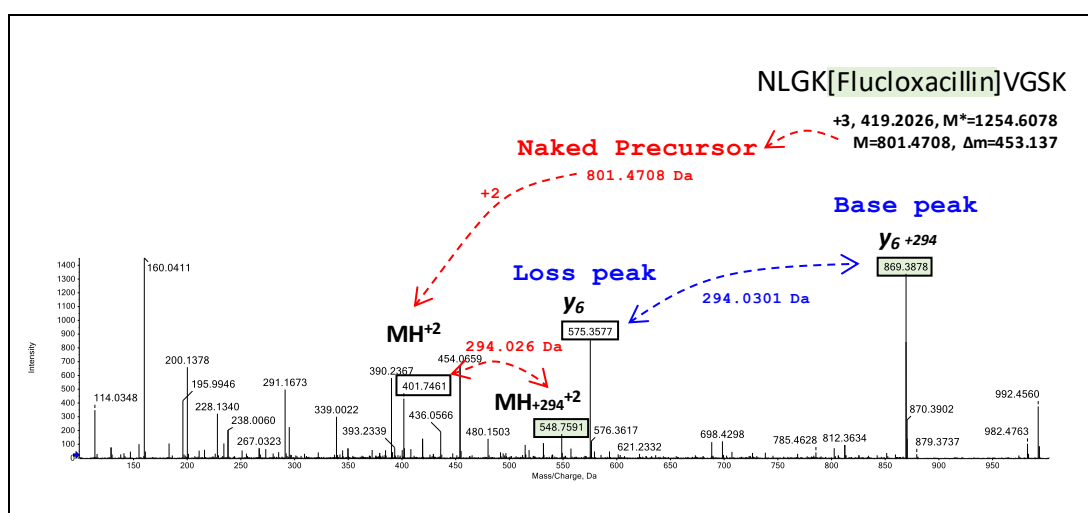 NLGK[Flucloxacillin]VGSK
+3, 419.2026, M*=1254.6078
M=801.4708, Δm=453.137
Naked Precursor
801.4708 Da
+2
Base peak
y6 +294
869.3878
Loss peak
y6
294.0301 Da
575.3577
MH+2
294.026 Da
401.7461
MH+294+2
548.7591
1400
1300
1200
1100
1000
900
800
700
600
500
400
300
200
100
0
Intensity
160.0411
200.1378
195.9946
114.0348
228.1340
238.0060
267.0323
291.1673
339.0022
390.2367
393.2339
436.0566
454.0659
480.1503
576.3617
621.2332
698.4298
785.4628
812.3634
870.3902
879.3737
992.4560
982.4763
150 200 250 300 350 400 450 500 550 600 650 700 750 800 850 900 950
Mass/Charge, Da